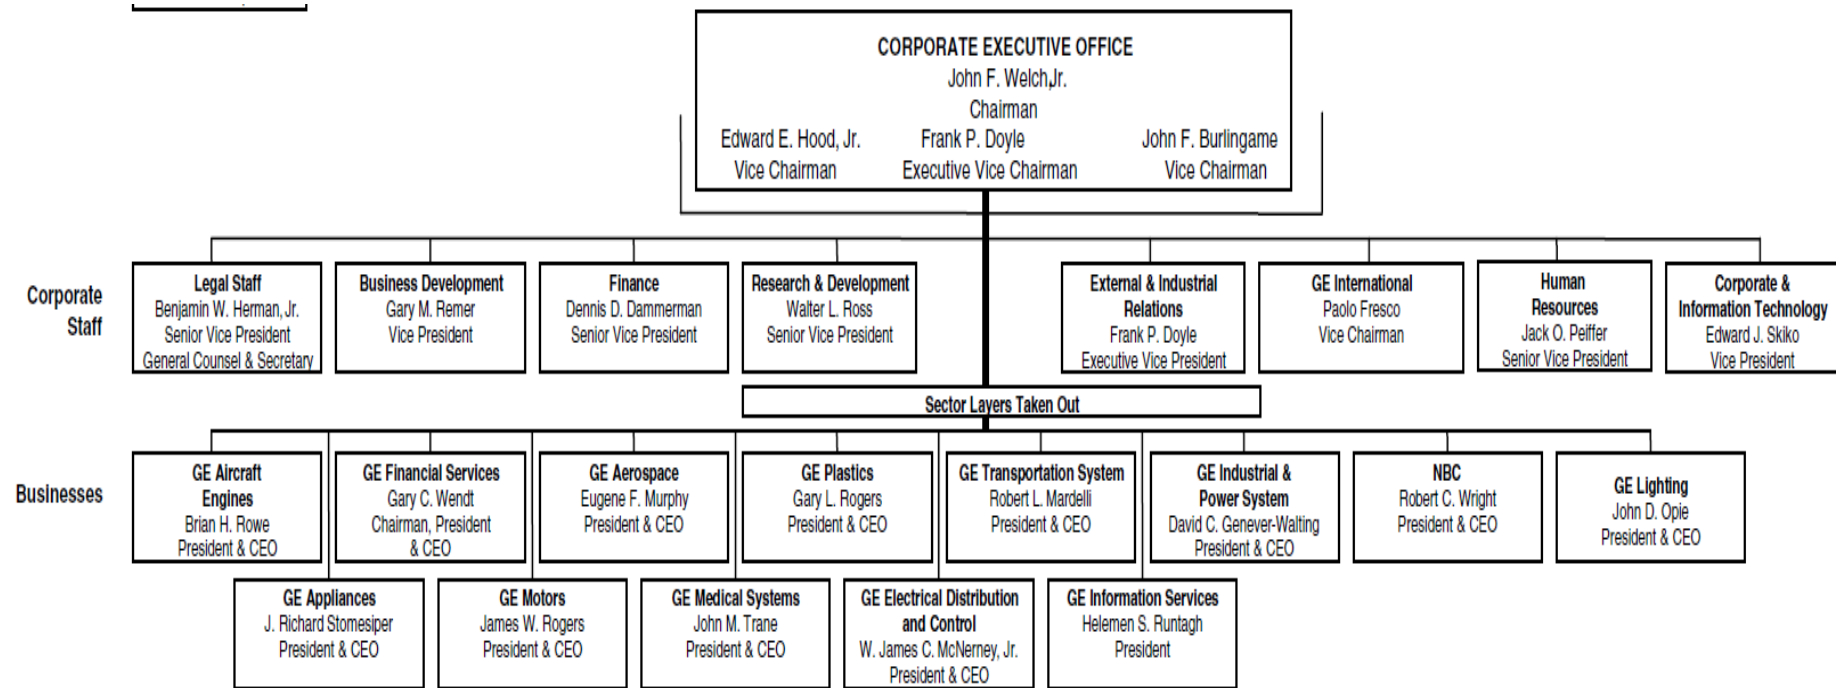 CORPORATE EXECUTIVE OFFICE
John F. Welch,Jr.
Chairman
Edward E. Hood, Jr. Frank P. Doyle John F. Burlingame
Vice Chairman Executive Vice Chairman Vice Chairman
Corporate
Staff
Legal Staff
Benjamin W. Herman, Jr.
Senior Vice President
General Counsel & Secretary
Business Development
Gary M. Remer
Vice President
Finance
Dennis D. Dammerman
Senior Vice President
Research & Development
Walter L. Ross
Senior Vice President
External & Industrial
Relations
Frank P. Doyle
Executive Vice President
GE International
Paolo Fresco
Vice Chairman
Human
Resources
Jack O. Peiffer
Senior Vice President
Corporate &
Information Technology
Edward J. Skiko
Vice President
Sector Layers Taken Out
Businesses
GE Aircraft
Engines
Brian H. Rowe
President & CEO
GE Financial Services
Gary C. Wendt
Chairman, President
& CEO
GE Aerospace
Eugene F. Murphy
President & CEO
GE Plastics
Gary L. Rogers
President & CEO
GE Transportation System
Robert L. Mardelli
President & CEO
GE Industrial &
Power System
David C. Genever-Walting
President & CEO
NBC
Robert C. Wright
President & CEO
GE Lighting
John D. Opie
President & CEO
GE Appliances
J. Richard Stomesiper
President & CEO
GE Motors
James W. Rogers
President & CEO
GE Medical Systems
John M. Trane
President & CEO
GE Electrical Distribution
and Control
W. James C. McNerney, Jr.
President & CEO
GE Information Services
Helemen S. Runtagh
President